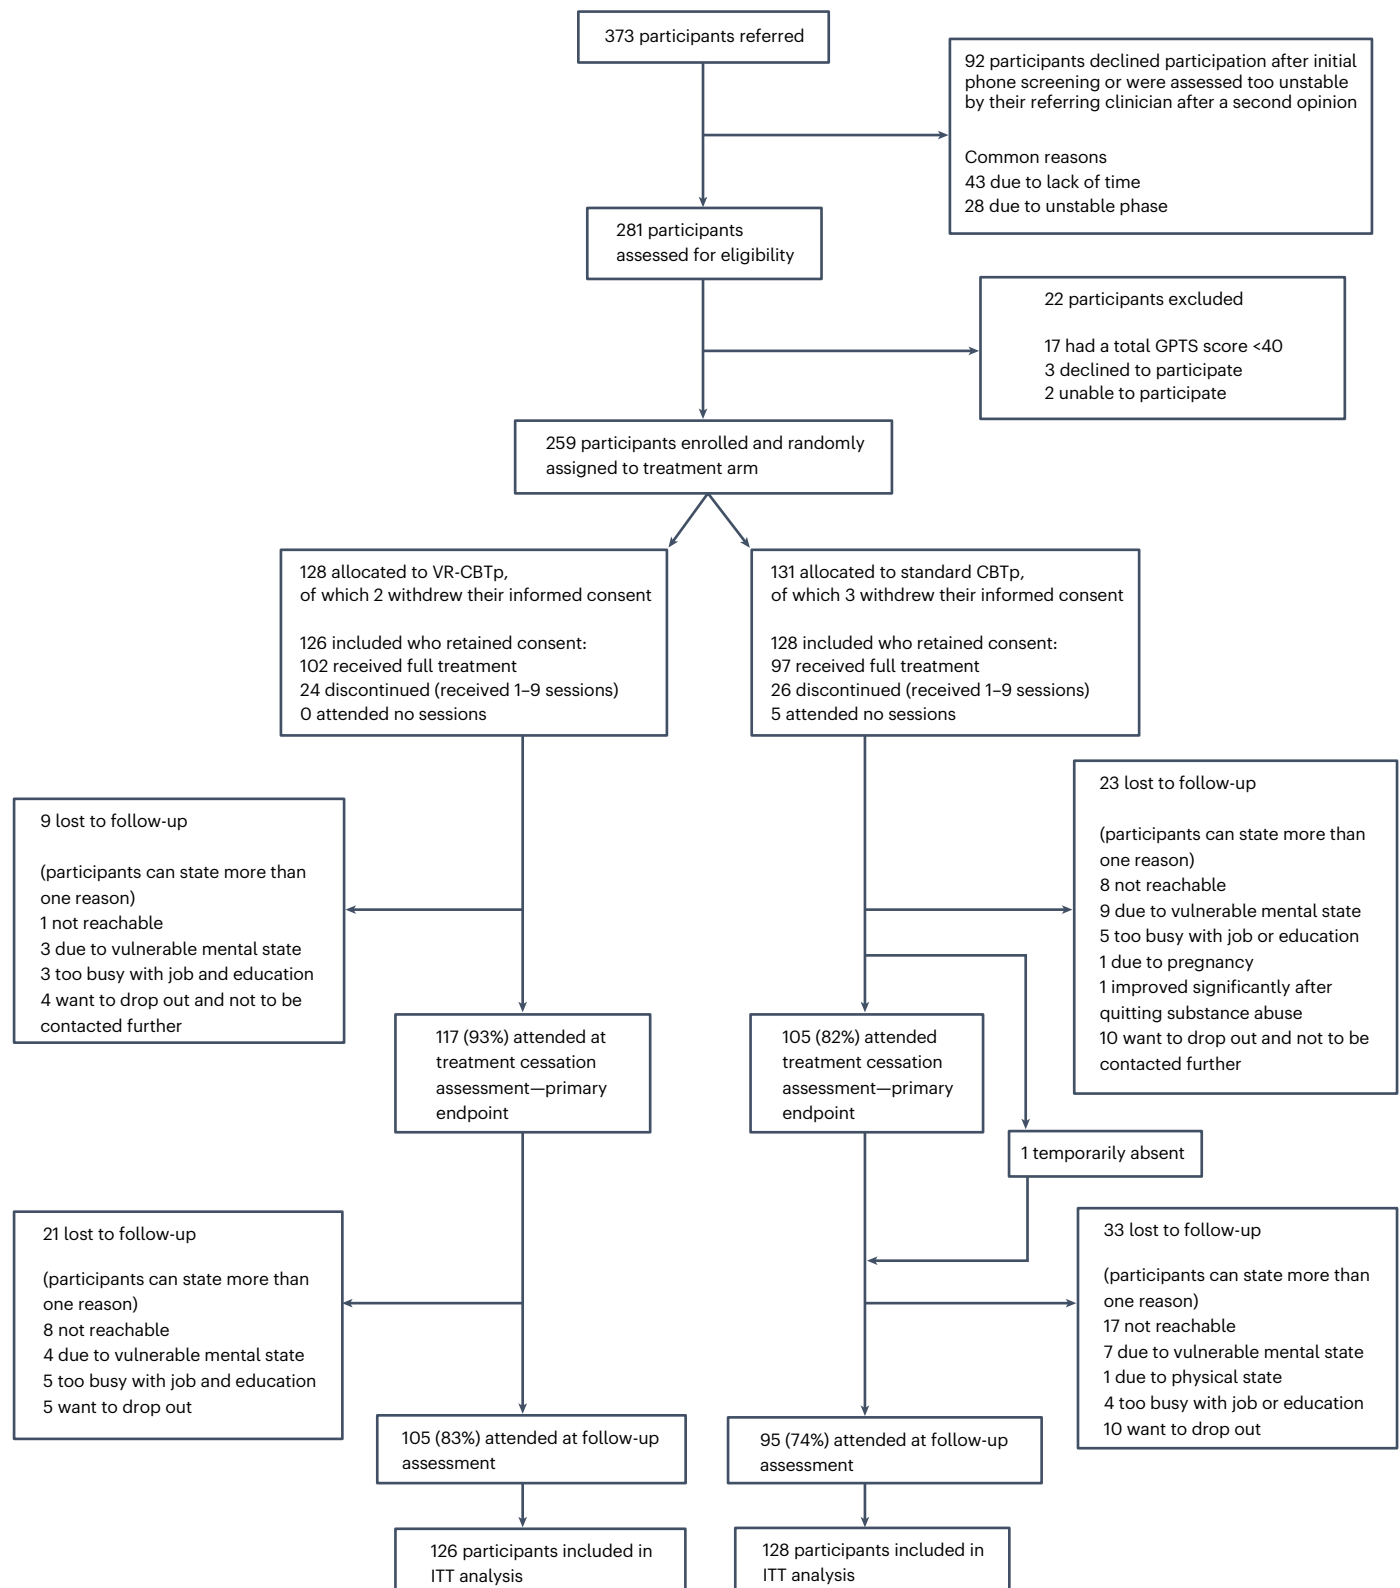 373 participants referred
92 participants declined participation after initial
phone screening or were assessed too unstable
by their referring clinician after a second opinion
Common reasons
43 due to lack of time
28 due to unstable phase
281 participants
assessed for eligibility
22 participants excluded
17 had a total GPTS score <40
3 declined to participate
2 unable to participate
259 participants enrolled and randomly
assigned to treatment arm
128 allocated to VR-CBTp,
of which 2 withdrew their informed consent
126 included who retained consent:
102 received full treatment
24 discontinued (received 1–9 sessions)
0 attended no sessions
131 allocated to standard CBTp,
of which 3 withdrew their informed consent
128 included who retained consent:
97 received full treatment
26 discontinued (received 1–9 sessions)
5 attended no sessions
9 lost to follow-up
(participants can state more than
one reason)
1 not reachable
3 due to vulnerable mental state
3 too busy with job and education
4 want to drop out and not to be
contacted further
23 lost to follow-up
(participants can state more than
one reason)
8 not reachable
9 due to vulnerable mental state
5 too busy with job or education
1 due to pregnancy
1 improved significantly after
quitting substance abuse
10 want to drop out and not to be
contacted further
117 (93%) attended at
treatment cessation
assessment—primary
endpoint
105 (82%) attended
treatment cessation
assessment—primary
endpoint
1 temporarily absent
21 lost to follow-up
(participants can state more than
one reason)
8 not reachable
4 due to vulnerable mental state
5 too busy with job and education
5 want to drop out
33 lost to follow-up
(participants can state more than
one reason)
17 not reachable
7 due to vulnerable mental state
1 due to physical state
4 too busy with job or education
10 want to drop out
105 (83%) attended at follow-up
assessment
95 (74%) attended at follow-up
assessment
126 participants included in
ITT analysis
128 participants included in
ITT analysis